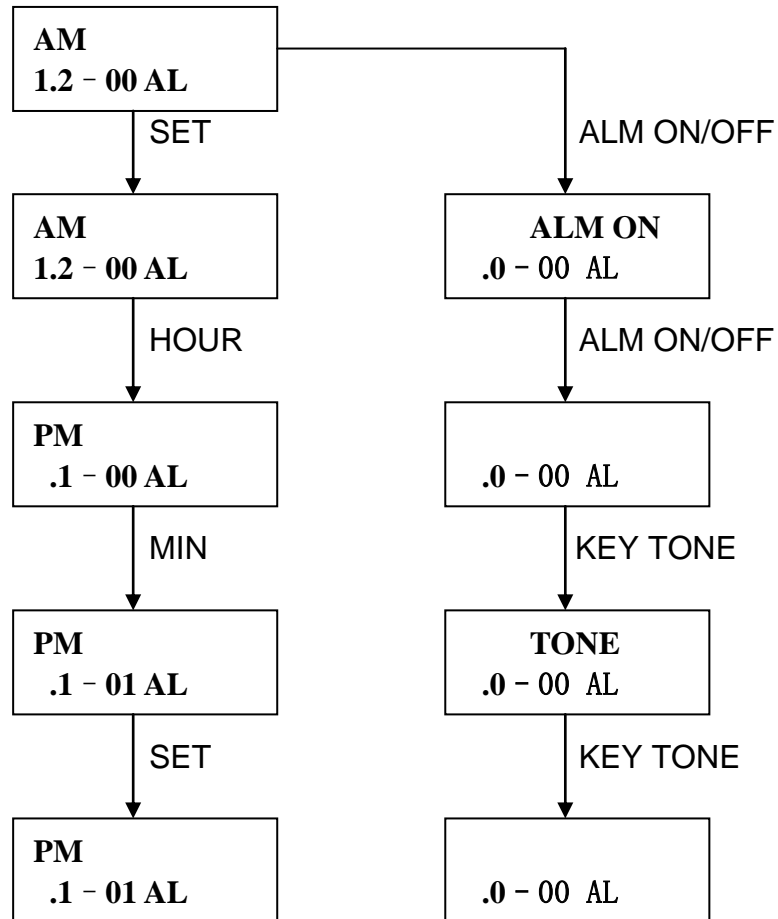 AM
1.2 - 00 AL
SET
ALM ON/OFF
AM
1.2 - 00 AL
ALM ON
.0 - 00 AL
HOUR
ALM ON/OFF
PM
.1 - 00 AL
.0 - 00 AL
MIN
KEY TONE
PM
.1 - 01 AL
TONE
.0 - 00 AL
SET
KEY TONE
PM
.1 - 01 AL
.0 - 00 AL